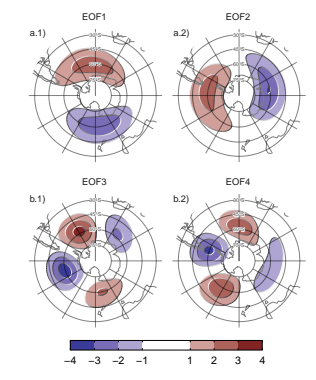 EOF1 EOF2
a.1) a.2)
EOF3 EOF4
b.1) b.2)
−4 −3 −2 −1 1 2 3 4